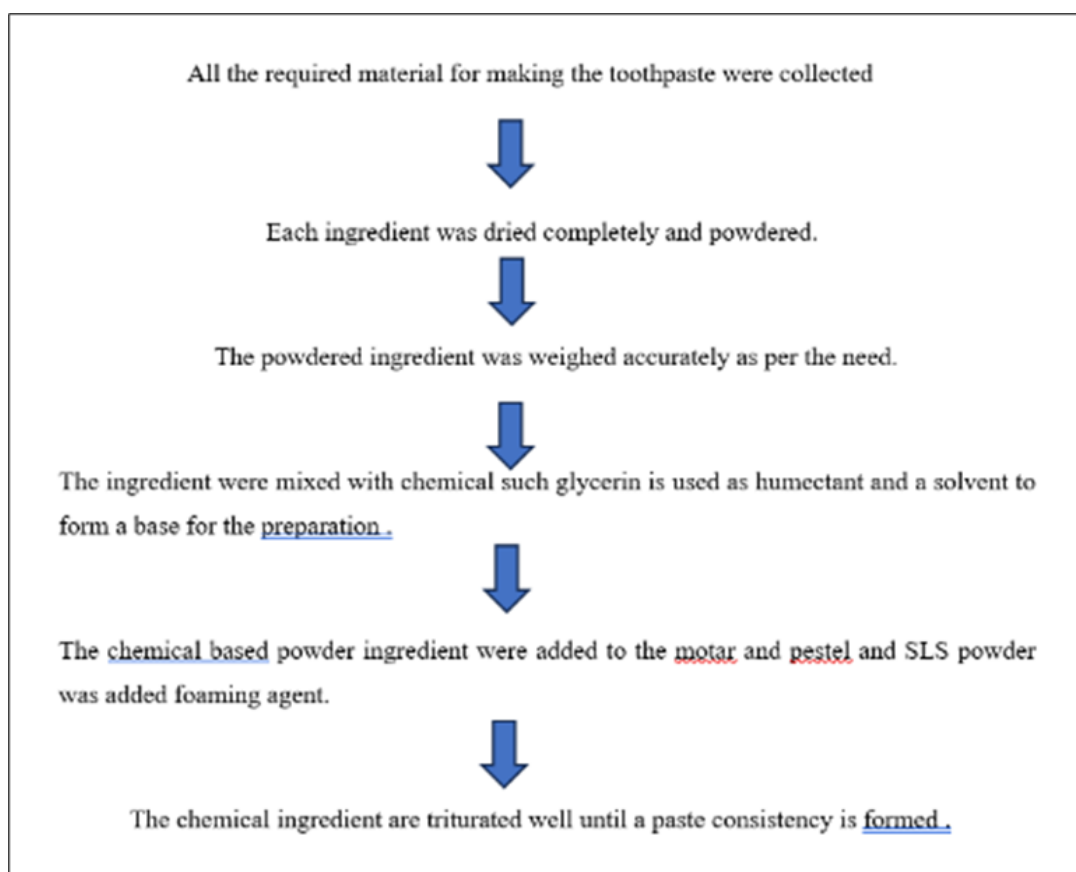 All the required material for making the toothpaste were collected
Each ingredient was dried completely and powdered.
The powdered ingredient was weighed accurately as per the need.
The ingredient were mixed with chemical such glycerin is used as humectant and a solvent to
form a base for the preparation .
The chemical based powder ingredient were added to the motar and pestel and SLS powder
was added foaming agent.
The chemical ingredient are triturated well until a paste consistency is formed .